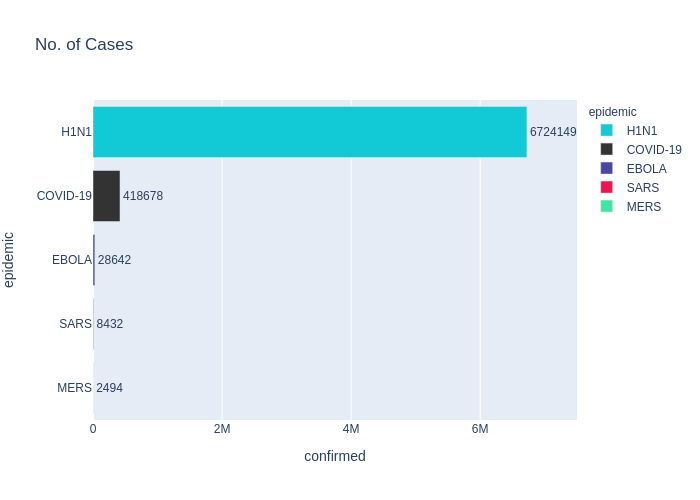 No. of Cases
epidemic
H1N1 6724149
COVID-19 418678
EBOLA 28642
SARS 8432
MERS 2494
0 2M 4M 6M
confirmed
epidemic
H1N1
COVID-19
EBOLA
SARS
MERS